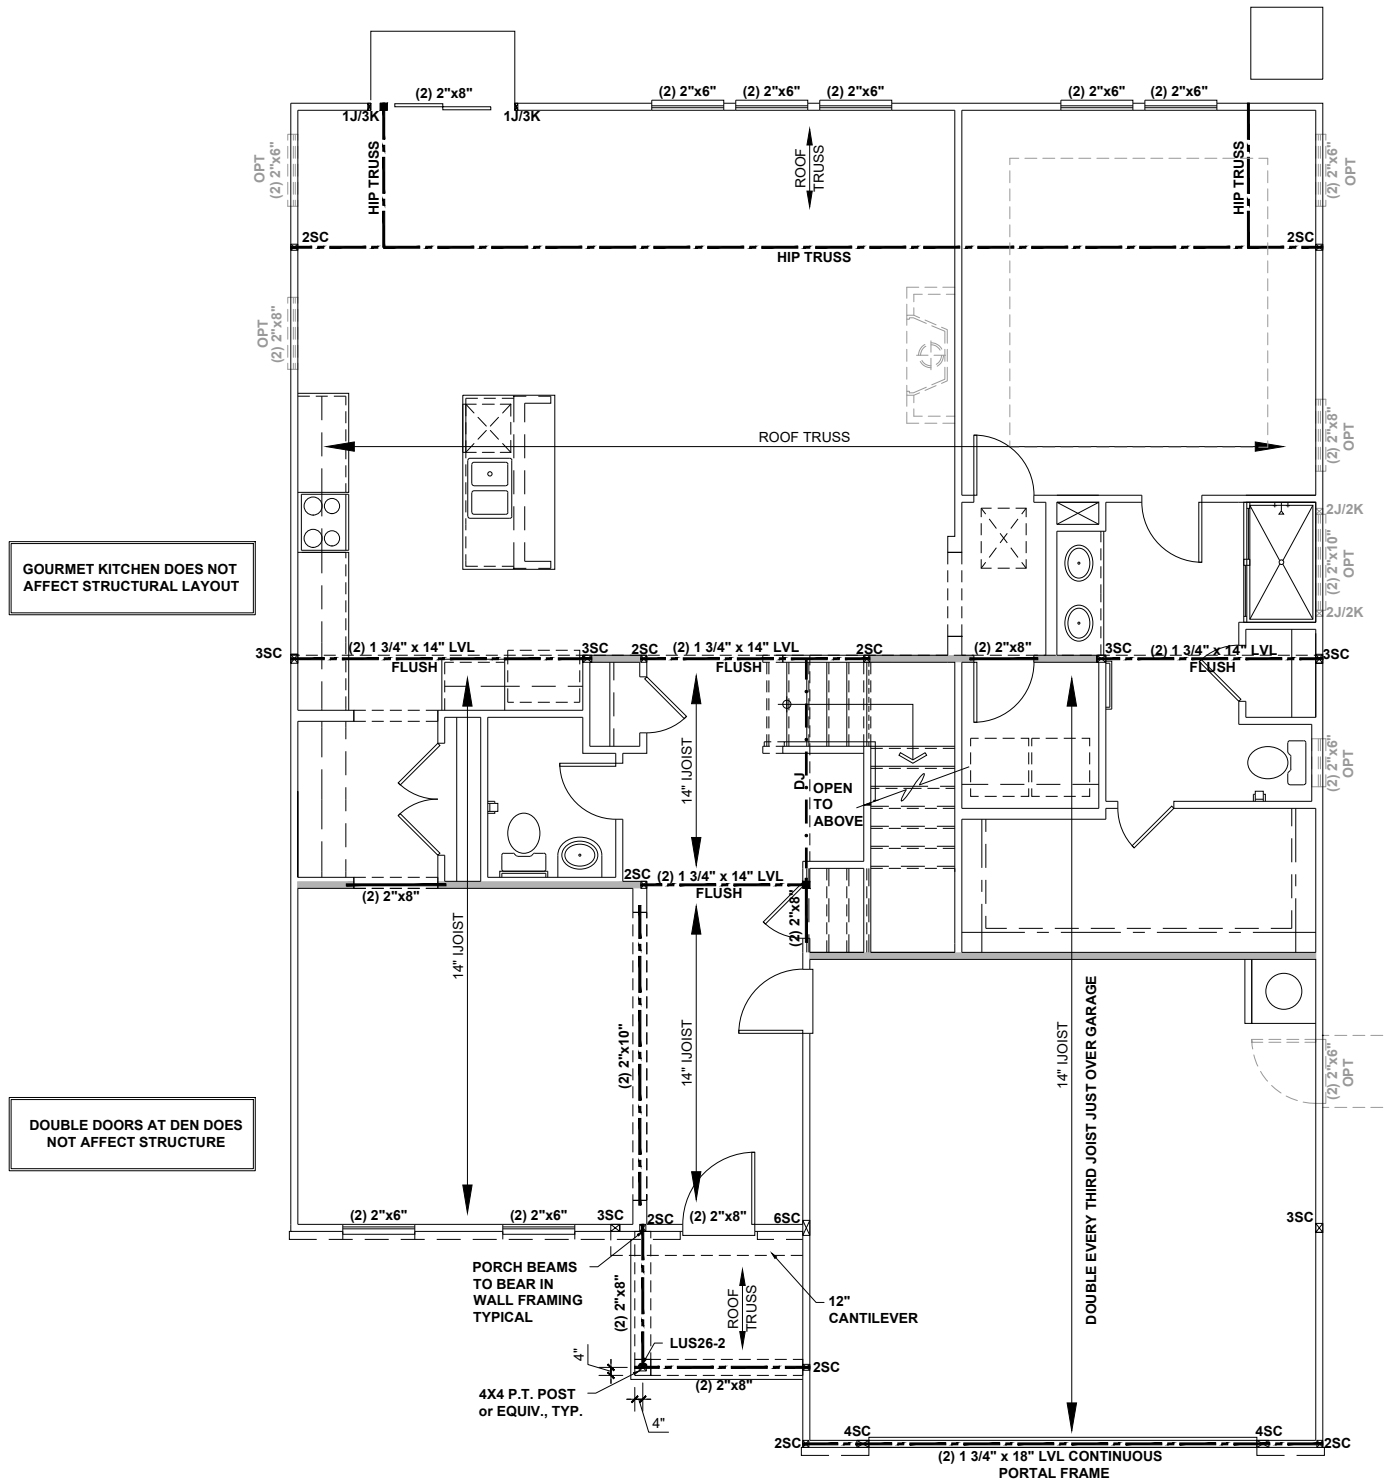 (2) 2"x8"
(2) 2"x6"
(2) 2"x6"
(2) 2"x6"
(2) 2"x6"
(2) 2"x6"
1J/3K
1J/3K
HIP TRUSS
ROOF
TRUSS
HIP TRUSS
OPT
(2) 2"x6"
(2) 2"x6"
OPT
2SC
2SC
HIP TRUSS
OPT
(2) 2"x8"
ROOF TRUSS
(2) 2"x8"
OPT
2J/2K
(2) 2"x10"
OPT
2J/2K
GOURMET KITCHEN DOES NOT
AFFECT STRUCTURAL LAYOUT
3SC
(2) 1 3/4" x 14" LVL
FLUSH
3SC
2SC
(2) 1 3/4" x 14" LVL
FLUSH
2SC
(2) 2"x8"
3SC
(2) 1 3/4" x 14" LVL
FLUSH
3SC
14" IJOIST
DJ
OPEN
TO
ABOVE
(2) 2"x6"
OPT
(2) 2"x8"
2SC
(2) 1 3/4" x 14" LVL
FLUSH
(2) 2"x8"
14" IJOIST
(2) 2"x10"
14" IJOIST
14" IJOIST
DOUBLE EVERY THIRD JOIST JUST OVER GARAGE
(2) 2"x6"
OPT
DOUBLE DOORS AT DEN DOES
NOT AFFECT STRUCTURE
(2) 2"x6"
(2) 2"x6"
3SC
2SC
(2) 2"x8"
6SC
3SC
PORCH BEAMS
TO BEAR IN
WALL FRAMING
TYPICAL
(2) 2"x8"
ROOF
TRUSS
12"
CANTILEVER
LUS26-2
4"
2SC
(2) 2"x8"
4X4 P.T. POST
or EQUIV., TYP.
4"
2SC
4SC
4SC
2SC
(2) 1 3/4" x 18" LVL CONTINUOUS
PORTAL FRAME